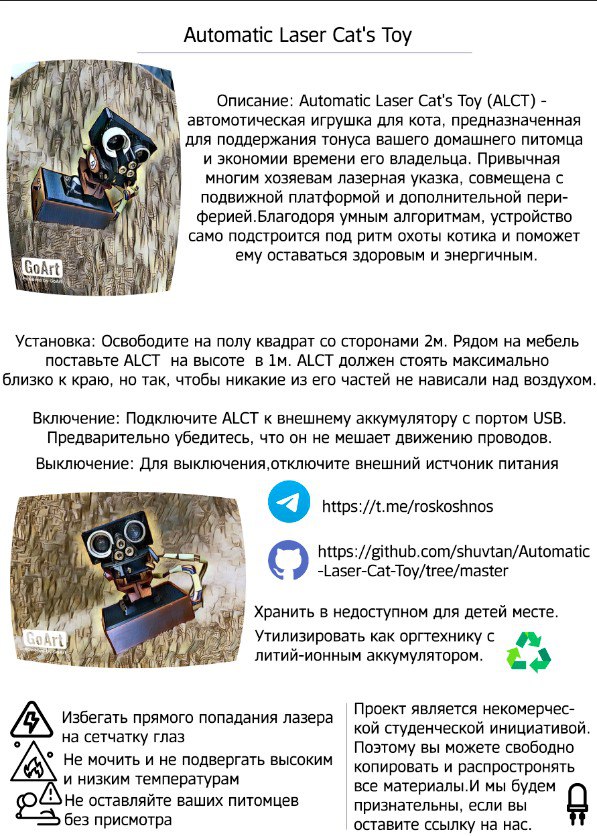 Automatic Laser Cat's Toy
Описание: Automatic Laser Cat's Toy (ALCT) -
автомотическая игрушка для кота, предназначенная
для поддержания тонуса вашего домашнего питомца
и экономии времени его владельца. Привычная
многим хозяевам лазерная указка, совмещена с
подвижной платформой и дополнительной пери-
ферией.Благодоря умным алгоритмам, устройство
само подстроится под ритм охоты котика и поможет
ему оставаться здоровым и энергичным.
GoArt
Установка: Освободите на полу квадрат со сторонами 2м. Рядом на мебель
поставьте ALCT на высоте в 1м. ALCT должен стоять максимально
близко к краю, но так, чтобы никакие из его частей не нависали над воздухом.
Включение: Подключите ALCT к внешнему аккумулятору с портом USB.
Предварительно убедитесь, что он не мешает движению проводов.
Выключение: Для выключения,отключите внешний истчоник питания
https://t.me/roskoshnos
https://github.com/shuvtan/Automatic
-Laser-Cat-Toy/tree/master
GoArt
Хранить в недоступном для детей месте.
Утилизировать как оргтехнику с
литий-ионным аккумулятором.
Избегать прямого попадания лазера
на сетчатку глаз
Не мочить и не подвергать высоким
и низким температурам
Не оставляйте ваших питомцев
без присмотра
Проект является некомерчес-
кой студенческой инициативой.
Поэтому вы можете свободно
копировать и распростронять
все материалы.И мы будем
признательны, если вы
оставите ссылку на нас.